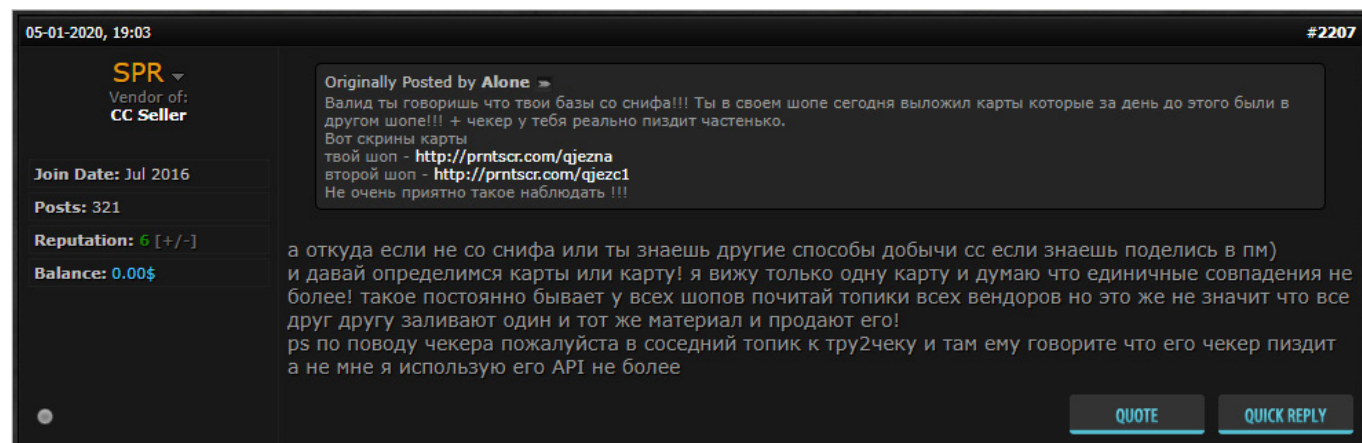 05-01-2020, 19:03
#2207
SPR
Vendor of:
CC Seller
Join Date: Jul 2016
Posts: 321
Reputation: 6 [+/-]
Balance: 0.00$
Originally Posted by Alone
Валид ты говоришь что твои базы со снифа!!! Ты в своем шопе сегодня выложил карты которые за день до этого были в
другом шопе!!! + чекер у тебя реально пиздит частенько.
Вот скрины карты
твой шоп - http://prntscr.com/qjezna
второй шоп - http://prntscr.com/qjezc1
Не очень приятно такое наблюдать !!!
а откуда если не со снифа или ты знаешь другие способы добычи сс если знаешь поделись в пм)
и давай определимся карты или карту! я вижу только одну карту и думаю что единичные совпадения не
более! такое постоянно бывает у всех шопов почитай топики всех вендоров но это же не значит что все
друг другу заливают один и тот же материал и продают его!
ps по поводу чекера пожалуйста в соседний топик к тру2чеку и там ему говорите что его чекер пиздит
а не мне я использую его API не более
QUOTE
QUICK REPLY